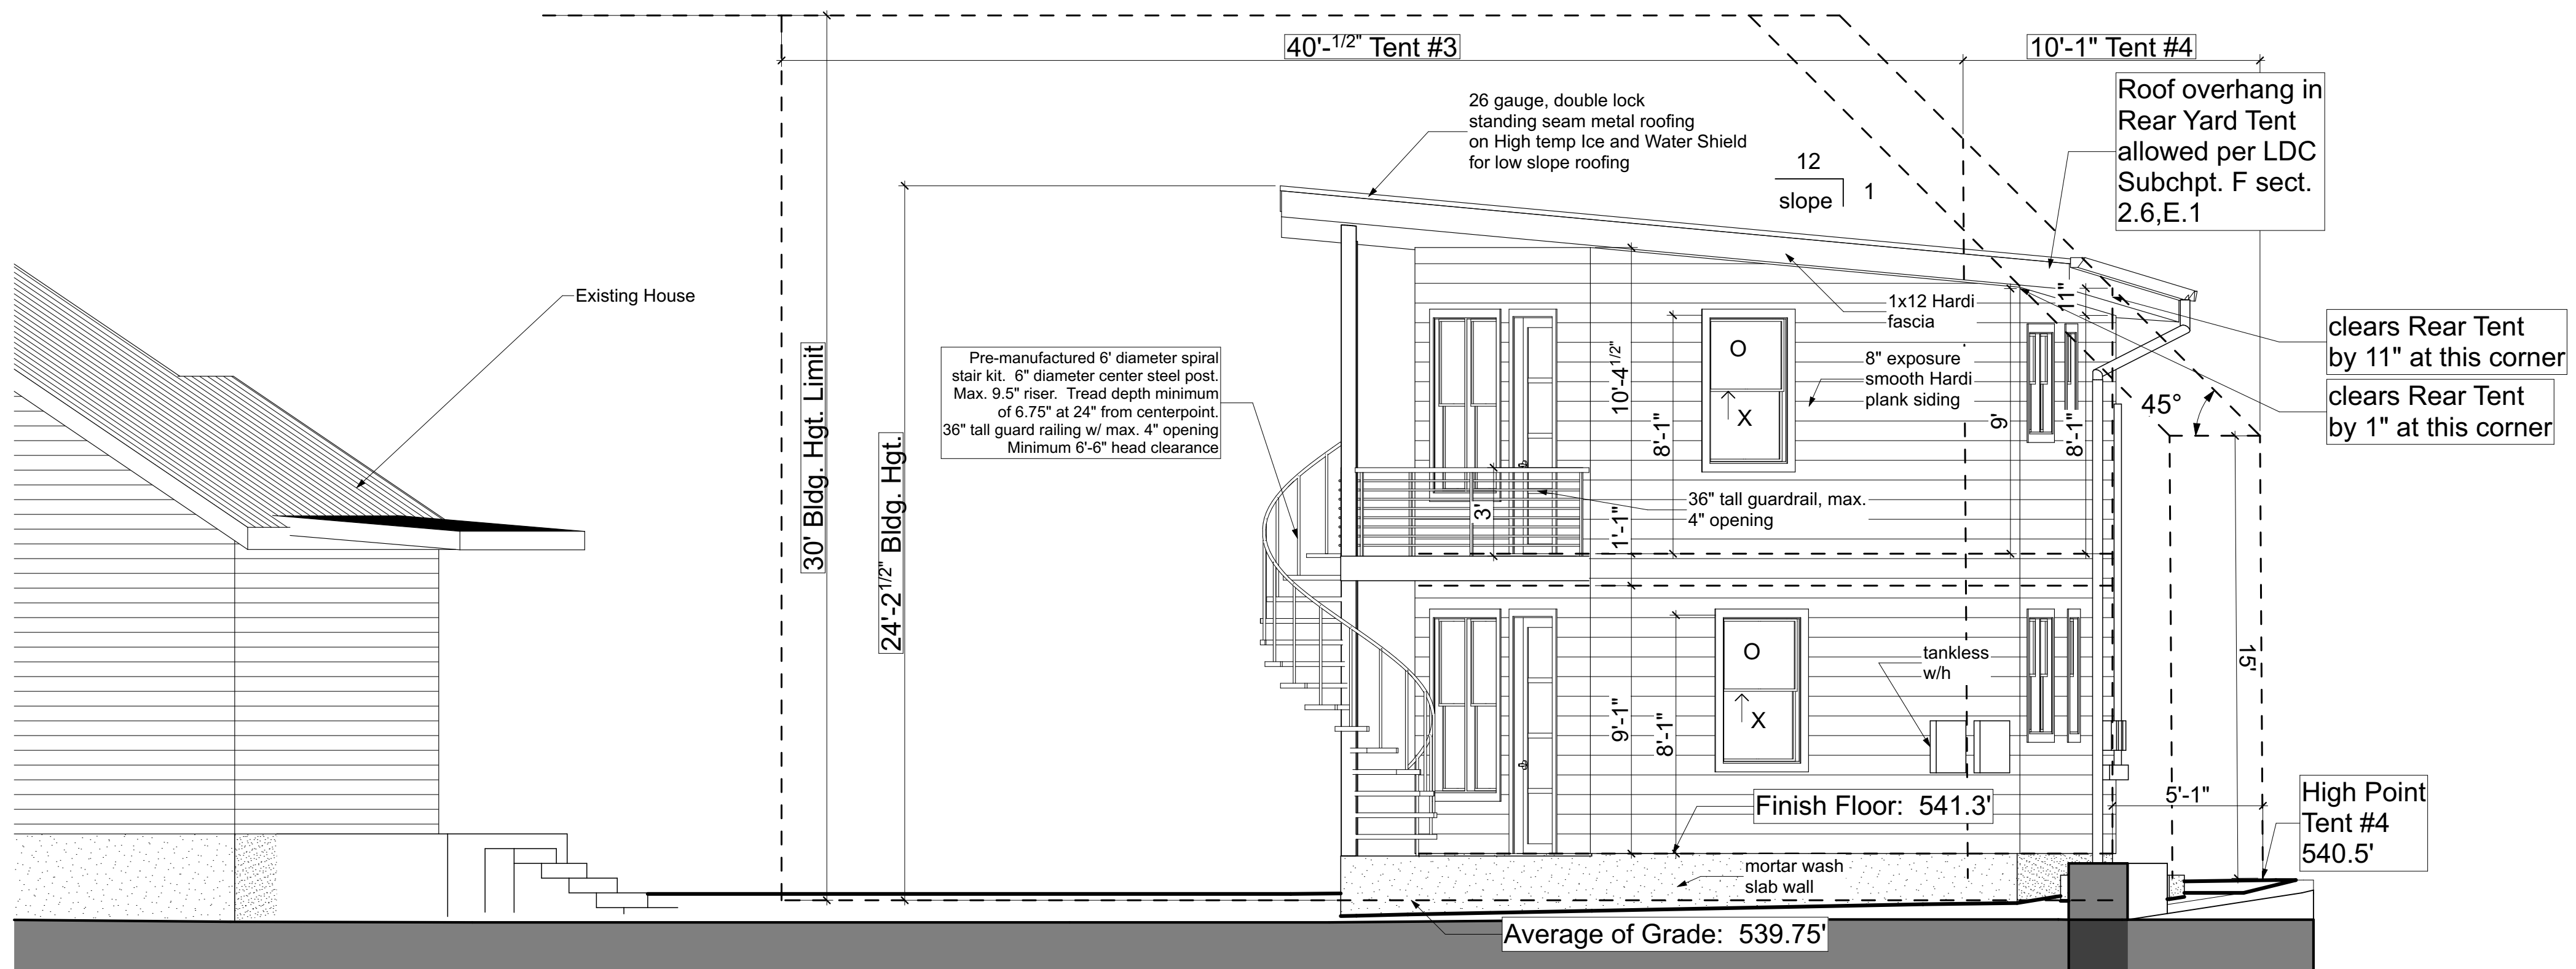 40'-1/2" Tent #3
10'-1" Tent #4
Roof overhang in
Rear Yard Tent
allowed per LDC
Subchpt. F sect.
2.6,E.1
26 gauge, double lock
standing seam metal roofing
on High temp Ice and Water Shield
for low slope roofing
12
slope
1
Existing House
30' Bldg. Hgt. Limit
24'-2 1/2" Bldg. Hgt.
Pre-manufactured 6' diameter spiral
stair kit. 6" diameter center steel post.
Max. 9.5" riser. Tread depth minimum
of 6.75" at 24" from centerpoint.
36" tall guard railing w/ max. 4" opening
Minimum 6'-6" head clearance
1x12 Hardi
fascia
11"
clears Rear Tent
by 11" at this corner
clears Rear Tent
by 1" at this corner
O
X
10'-4 1/2"
8'-1"
8" exposure
smooth Hardi
plank siding
9'
8'-1"
45°
3'
36" tall guardrail, max.
4" opening
1'-1"
15'
O
X
9'-1"
8'-1"
tankless
w/h
Finish Floor: 541.3'
5'-1"
High Point
Tent #4
540.5'
mortar wash
slab wall
Average of Grade: 539.75'